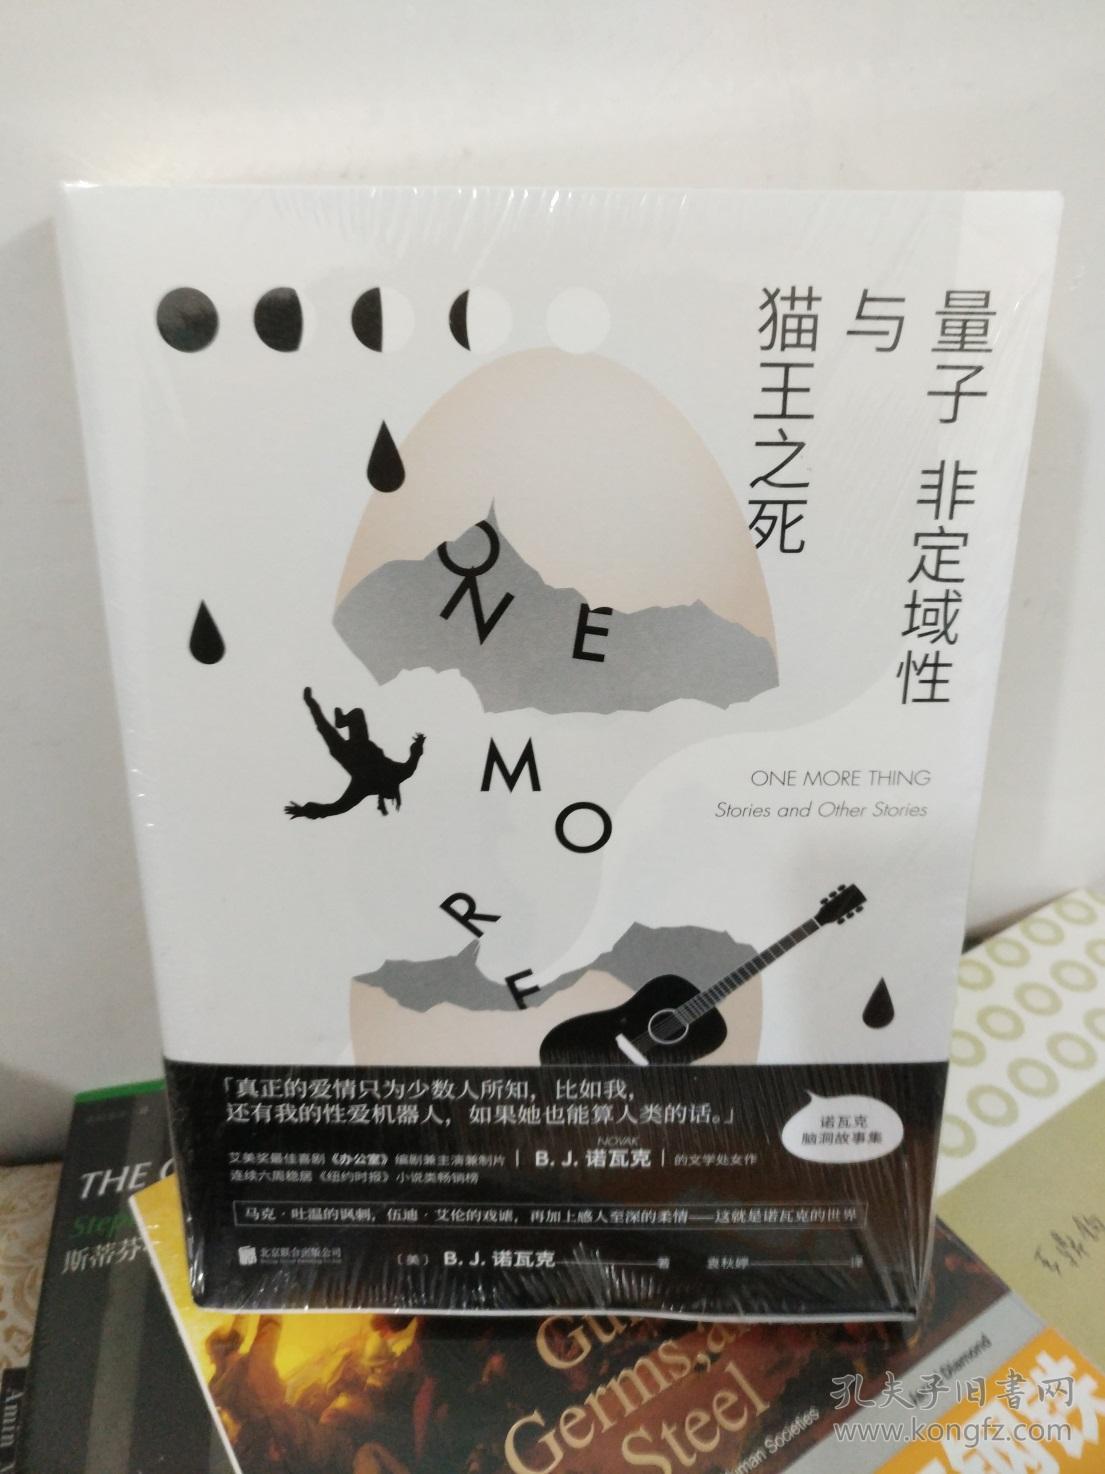 量子 非定域性
与
猫王之死
ONE
MORE
ONE MORE THING
Stories and Other Stories
「真正的爱情只为少数人所知，比如我，
还有我的性爱机器人，如果她也能算人类的话。」
诺瓦克
脑洞故事集
NOVAK
艾美奖最佳喜剧《办公室》编剧兼主演兼制片 | B. J. 诺瓦克 | 的文学处女作
连续六周稳居《纽约时报》小说类畅销榜
马克·吐温的讽刺，伍迪·艾伦的戏谑，再加上感人至深的柔情——这就是诺瓦克的世界
北京联合出版公司
〔美〕 B. J. 诺瓦克 著 袁秋婷 译
THE
斯蒂芬
Germs,
Steel
Diamond
Societies
Amin
孔夫子旧书网
www.kongfz.com